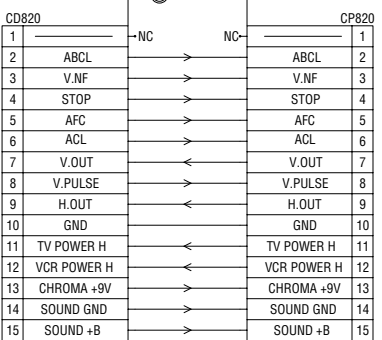 CD820 CP820
1 NC NC 1
2 ABCL ABCL 2
3 V.NF V.NF 3
4 STOP STOP 4
5 AFC AFC 5
6 ACL ACL 6
7 V.OUT V.OUT 7
8 V.PULSE V.PULSE 8
9 H.OUT H.OUT 9
10 GND GND 10
11 TV POWER H TV POWER H 11
12 VCR POWER H VCR POWER H 12
13 CHROMA +9V CHROMA +9V 13
14 SOUND GND SOUND GND 14
15 SOUND +B SOUND +B 15